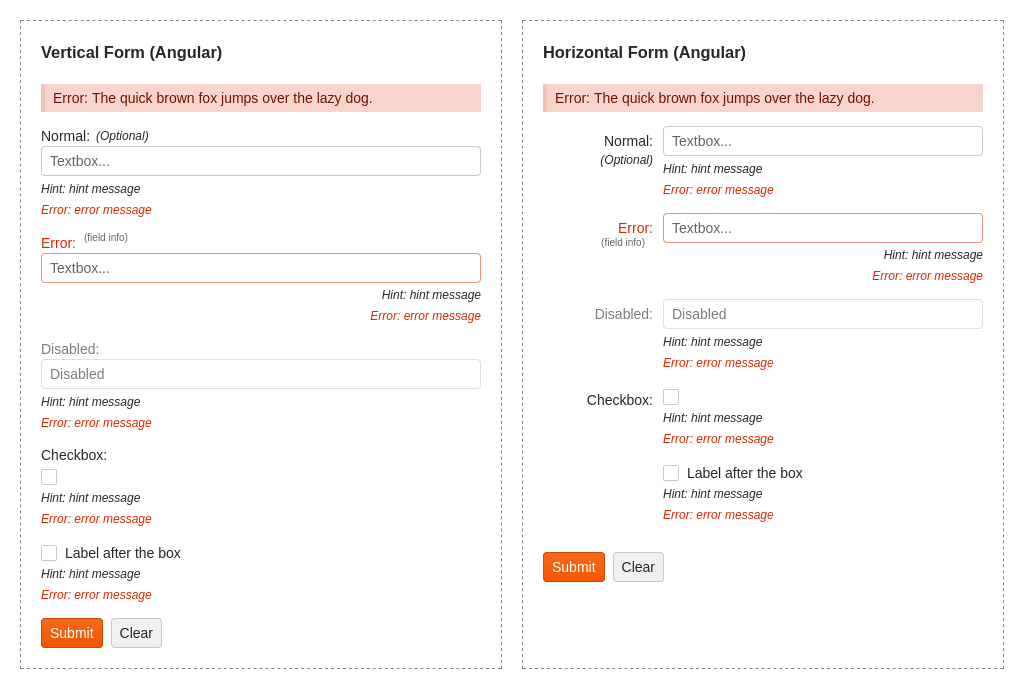 Vertical Form (Angular)
Error: The quick brown fox jumps over the lazy dog.
Normal: (Optional)
Textbox...
Hint: hint message
Error: error message
Error: (field info)
Textbox...
Hint: hint message
Error: error message
Disabled:
Disabled
Hint: hint message
Error: error message
Checkbox:
Hint: hint message
Error: error message
Label after the box
Hint: hint message
Error: error message
Submit Clear
Horizontal Form (Angular)
Error: The quick brown fox jumps over the lazy dog.
Normal: Textbox...
(Optional) Hint: hint message
Error: error message
Error: Textbox...
(field info) Hint: hint message
Error: error message
Disabled: Disabled
Hint: hint message
Error: error message
Checkbox:
Hint: hint message
Error: error message
Label after the box
Hint: hint message
Error: error message
Submit Clear